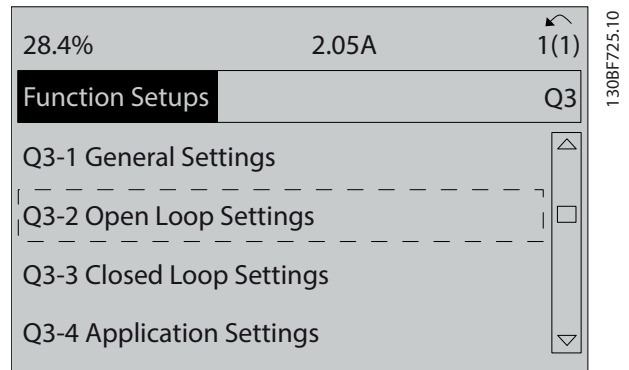 28.4% 2.05A 1(1)
Function Setups Q3
Q3-1 General Settings
Q3-2 Open Loop Settings
Q3-3 Closed Loop Settings
Q3-4 Application Settings
130BF725.10